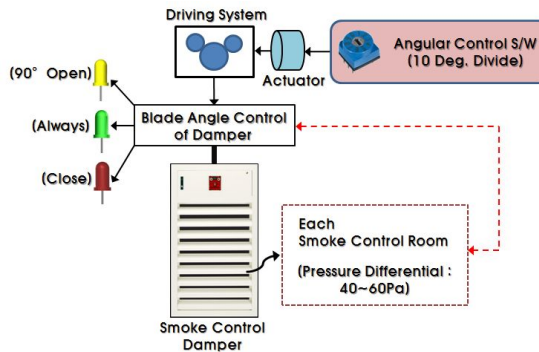 Driving System
Actuator
Angular Control S/W
(10 Deg. Divide)
(90° Open)
(Always)
(Close)
Blade Angle Control
of Damper
Each
Smoke Control Room
(Pressure Differential :
40~60Pa)
Smoke Control
Damper